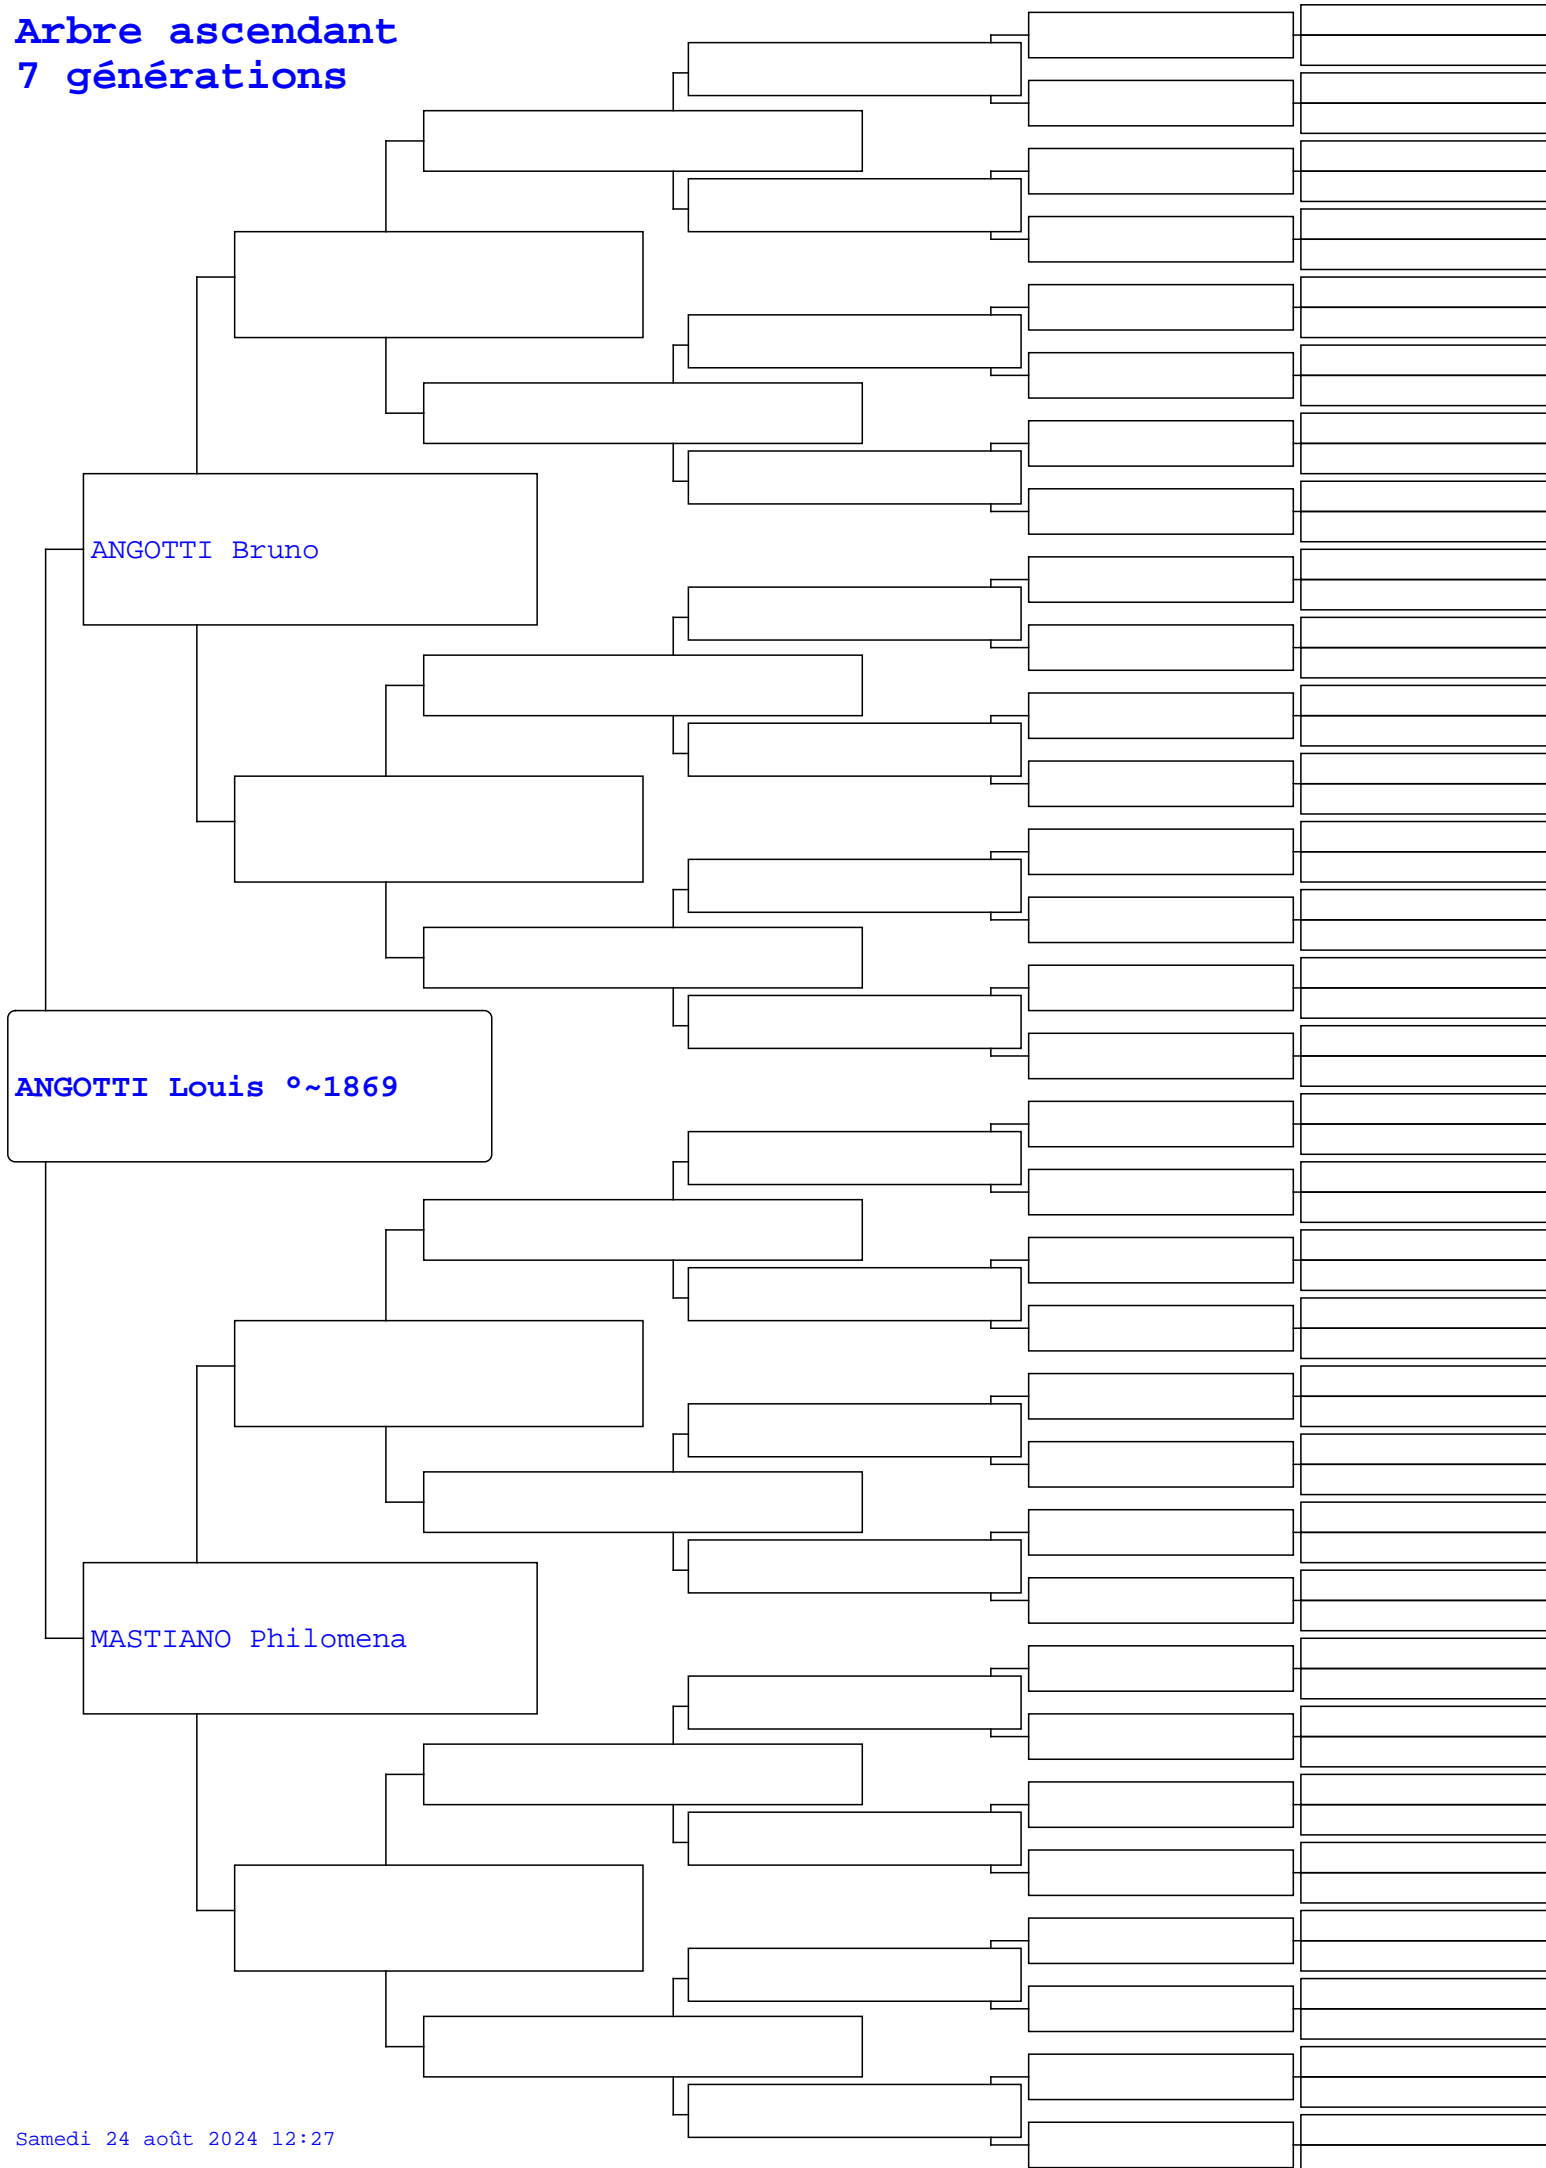 Arbre ascendant
7 générations
ANGOTTI Bruno
ANGOTTI Louis °~1869
MASTIANO Philomena
Samedi 24 août 2024 12:27